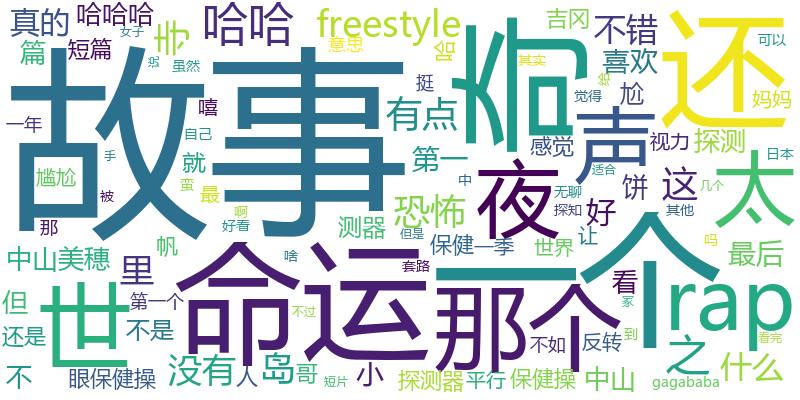 真的 哈哈哈 寺 哈哈 freestyle 吉冈 不错 还
篇 短篇 女子 虽然 意思 哈 奇 喜欢 其实 可以
故事 嘻 挺 尬 觉得 妈妈
一年 自己 有点 声 视力 探测
尴尬 手 就 第一 夜 感觉 日本
那 被 蛮 最 恐怖 中 无聊 适合 饼 这 几个 太
啊 好看 测器 探知 好 其他
帆 但是 保健 一季 世界 让 吗 最后
中山美穗 里 啥 套路 一个 看
但 世 第一个 命运 那个 冢 rap
还是 不是 不过 不如 反转 到 之 看完
不 眼保健操 没有 人 岛 哥 短片 小 探测器 平行 保健操 中山 gagababa 什么